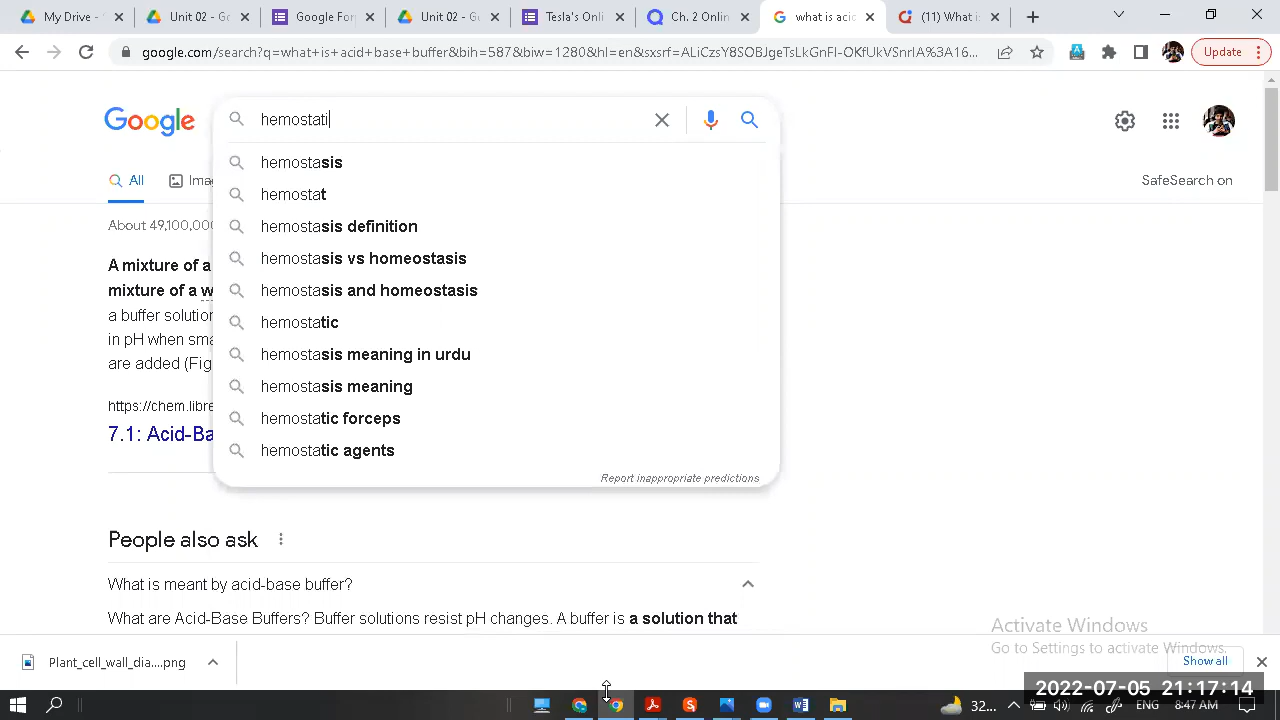 My Drive - G
Unit 02 - Gu
Google For
Unit 02 - Gu
Tesla's Onli
Ch. 2 Onlin
what is acid
(11) What i
google.com/search?q=what+is+acid+base+buffer&bih=587&biw=1280&hl=en&sxsrf=ALiCzsY8SOBJgeTsLkGnFl-OKfUkVSnrIA%3A16...
Update
Google
hemostati
hemostasis
All
Imag
SafeSearch on
hemostat
About 49,100,000
hemostasis definition
A mixture of a
hemostasis vs homeostasis
mixture of a w
hemostasis and homeostasis
a buffer solution
hemostatic
in pH when sma
hemostasis meaning in urdu
are added (Fig
hemostasis meaning
https://chem.libre
hemostatic forceps
7.1: Acid-Ba
hemostatic agents
Report inappropriate predictions
People also ask
What is meant by acid-base buffer?
What are Acid-Base Buffers? Buffer solutions resist pH changes. A buffer is a solution that
Activate Windows
Go to Settings to activate Windows.
Plant_cell_wall_dia....png
Show all
2022-07-05 21:17:14
32...
ENG
8:47 AM